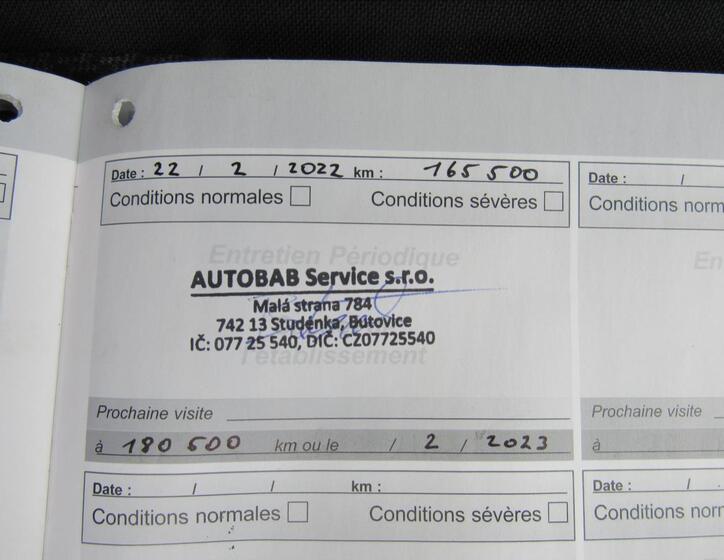 Date : 22 / 2 / 2022 km : 165 500
Conditions normales Conditions sévères
Entretien Périodique
AUTOBAB Service s.r.o.
Malá strana 784
742 13 Studénka, Butovice
IČ: 077 25 540, DIČ: CZ07725540
l'établissement
Prochaine visite
à 180 500 km ou le / 2 / 2023
Date : / / km :
Conditions normales Conditions sévères
Date : /
Conditions norm
En
Prochaine visite
à
Date : /
Conditions norm